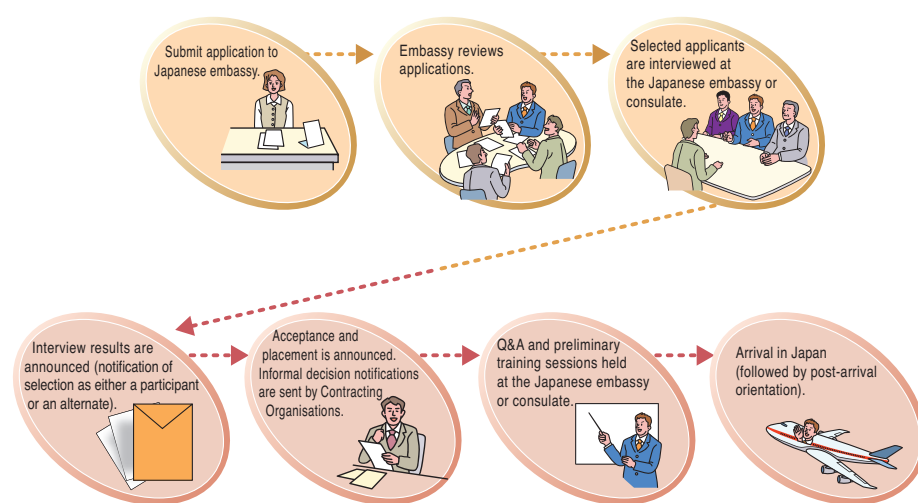 Submit application to
Japanese embassy.
Embassy reviews
applications.
Selected applicants
are interviewed at
the Japanese embassy or
consulate.
Interview results are
announced (notification of
selection as either a participant
or an alternate).
Acceptance and
placement is announced.
Informal decision notifications
are sent by Contracting
Organisations.
Q&A and preliminary
training sessions held
at the Japanese embassy
or consulate.
Arrival in Japan
(followed by post-arrival
orientation).